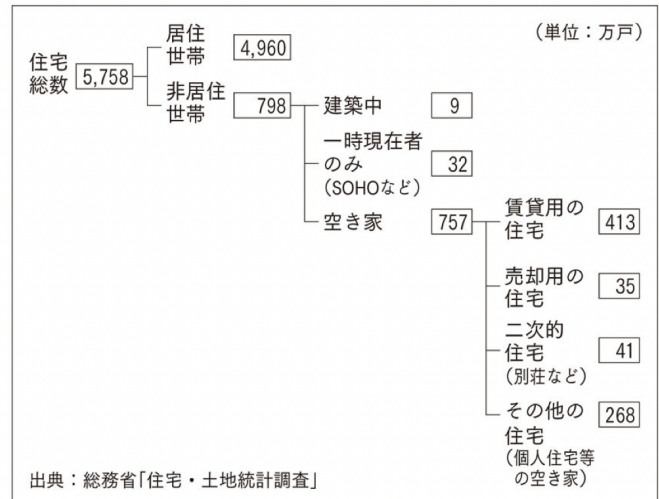 （単位：万戸）
住宅
総数
5,758
居住
世帯
4,960
非居住
世帯
798
建築中
9
一時現在者
のみ
（SOHOなど）
32
空き家
757
賃貸用の
住宅
413
売却用の
住宅
35
二次的
住宅
（別荘など）
41
その他の
住宅
（個人住宅等
の空き家）
268
出典：総務省「住宅・土地統計調査」